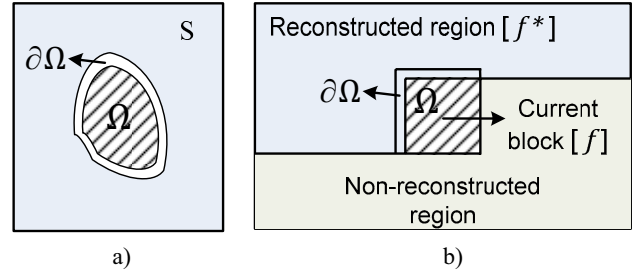 S
∂Ω
Ω
a)
Reconstructed region [f*]
∂Ω
Ω
Current
block [f]
Non-reconstructed
region
b)